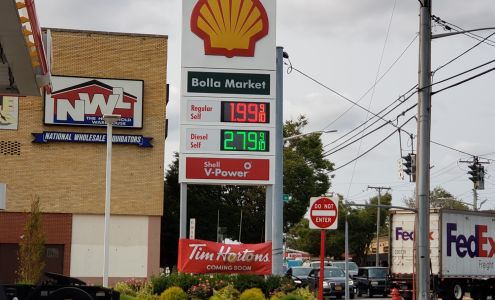 Bolla Market
Regular
Self
1.99 9/10
Diesel
Self
2.79 9/10
Shell
V-Power
Tim Hortons
COMING SOON
NWL
NATIONAL WHOLESALE LIQUIDATORS
DO NOT
ENTER
FedEx
FedEx